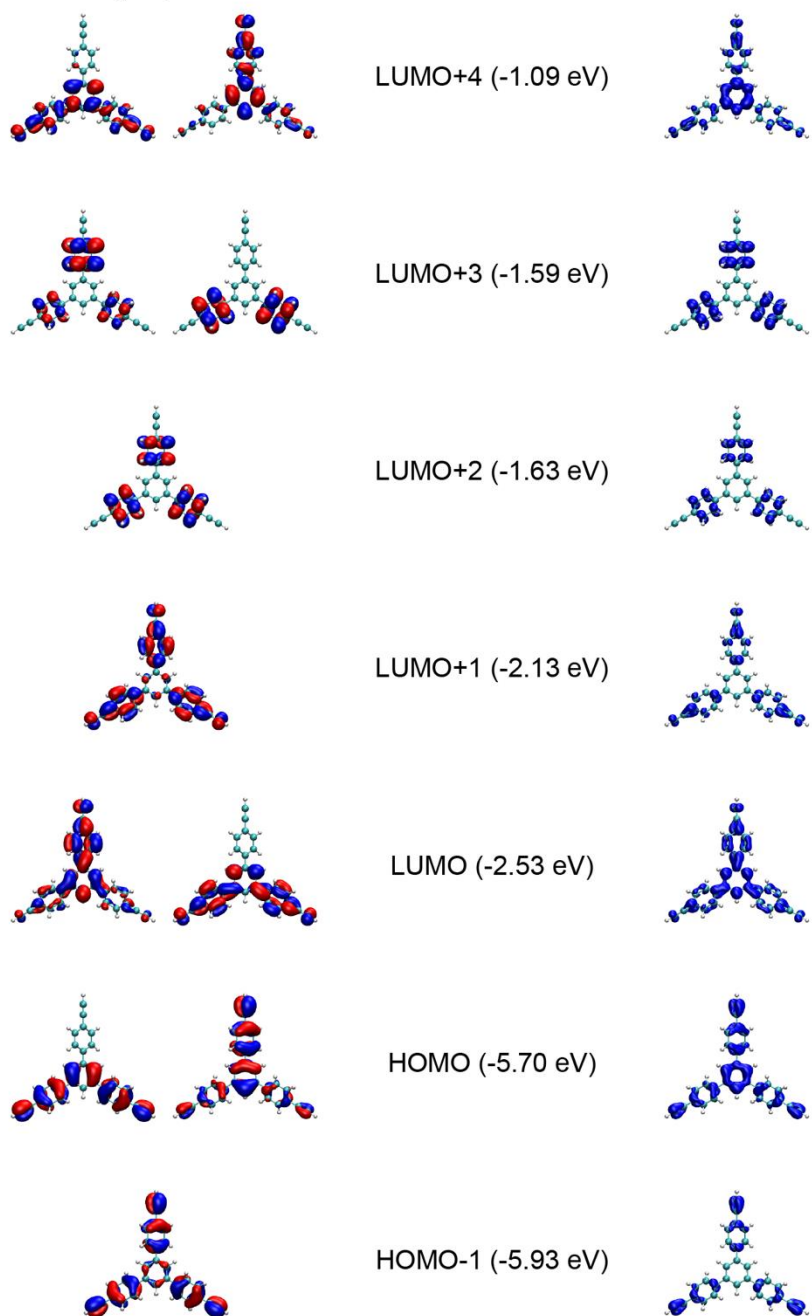 LUMO+4 (-1.09 eV)
LUMO+3 (-1.59 eV)
LUMO+2 (-1.63 eV)
LUMO+1 (-2.13 eV)
LUMO (-2.53 eV)
HOMO (-5.70 eV)
HOMO-1 (-5.93 eV)